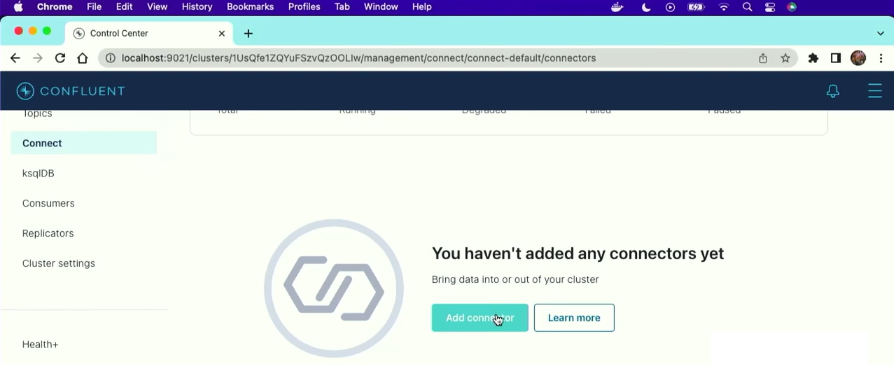 Chrome File Edit View History Bookmarks Profiles Tab Window Help
Control Center
localhost:9021/clusters/1UsQfe1ZQYuFSzvQzOOLIw/management/connect/connect-default/connectors
CONFLUENT
Topics
Total Running Degraded Failed Paused
Connect
ksqlDB
Consumers
Replicators
Cluster settings
Health+
You haven't added any connectors yet
Bring data into or out of your cluster
Add connector Learn more